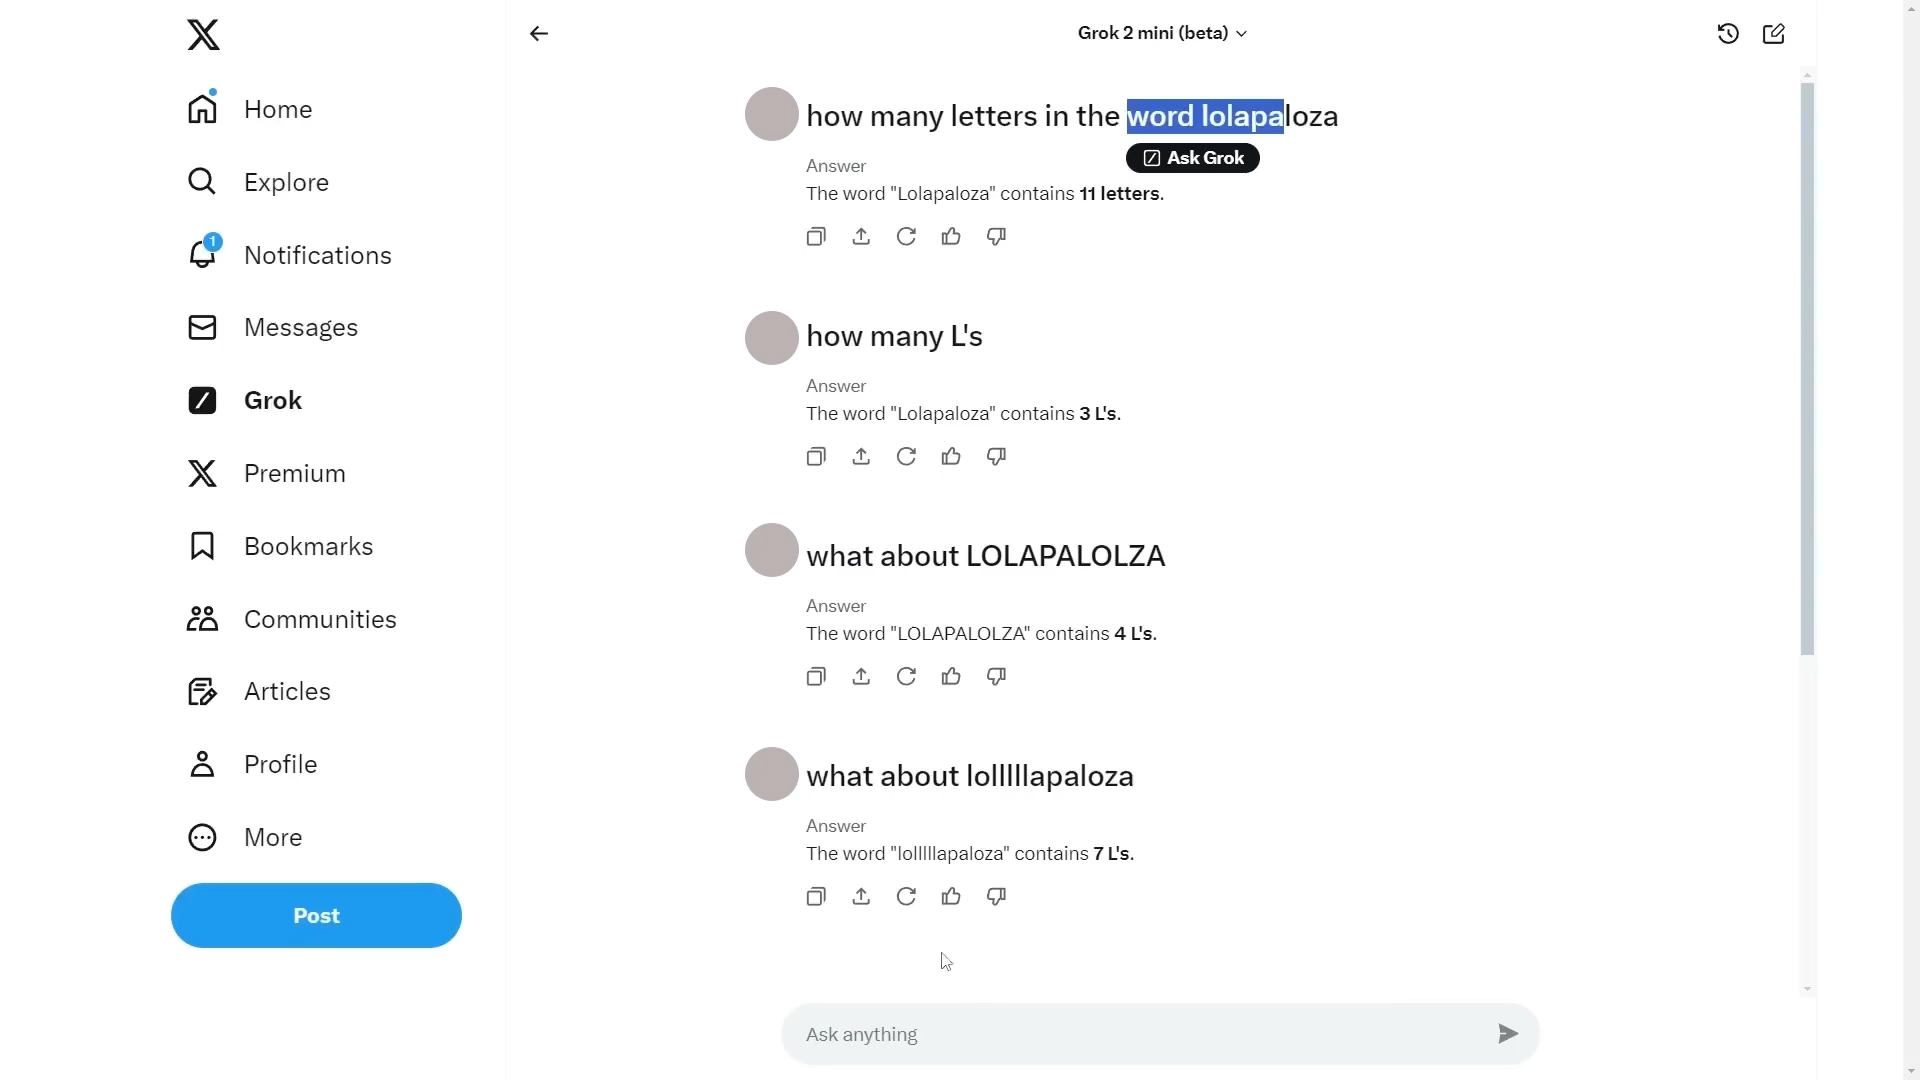 Home
Explore
1
Notifications
Messages
Grok
Premium
Bookmarks
Communities
Articles
Profile
More
Post
Grok 2 mini (beta)
how many letters in the word lolapaloza
Ask Grok
Answer
The word "Lolapaloza" contains 11 letters.
how many L's
Answer
The word "Lolapaloza" contains 3 L's.
what about LOLAPALOLZA
Answer
The word "LOLAPALOLZA" contains 4 L's.
what about lolllllapaloza
Answer
The word "lolllllapaloza" contains 7 L's.
Ask anything